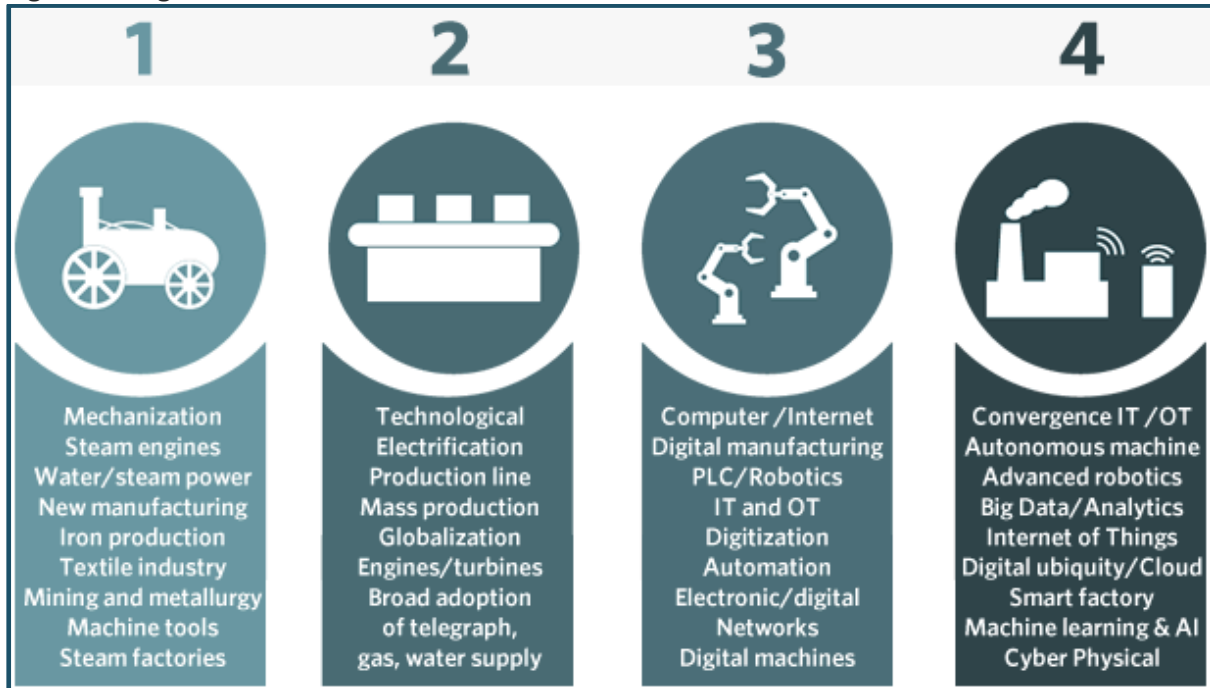 1
Mechanization
Steam engines
Water/steam power
New manufacturing
Iron production
Textile industry
Mining and metallurgy
Machine tools
Steam factories
2
Technological
Electrification
Production line
Mass production
Globalization
Engines/turbines
Broad adoption
of telegraph,
gas, water supply
3
Computer /Internet
Digital manufacturing
PLC/Robotics
IT and OT
Digitization
Automation
Electronic/digital
Networks
Digital machines
4
Convergence IT /OT
Autonomous machine
Advanced robotics
Big Data/Analytics
Internet of Things
Digital ubiquity/Cloud
Smart factory
Machine learning & AI
Cyber Physical